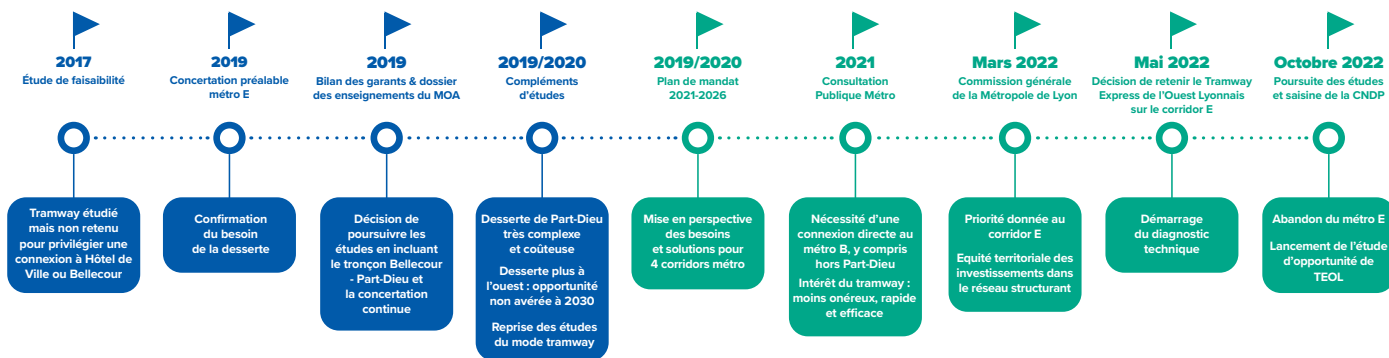 2017
Étude de faisaibilité
2019
Concertation préalable
métro E
2019
Bilan des garants & dossier
des enseignements du MOA
2019/2020
Compléments
d'études
2019/2020
Plan de mandat
2021-2026
2021
Consultation
Publique Métro
Mars 2022
Commission générale
de la Métropole de Lyon
Mai 2022
Décision de retenir le Tramway
Express de l'Ouest Lyonnais
sur le corridor E
Octobre 2022
Poursuite des études
et saisine de la CNDP
Tramway étudié
mais non retenu
pour privilégier une
connexion à Hôtel de
Ville ou Bellecour
Confirmation
du besoin
de la desserte
Décision de
poursuivre les
études en incluant
le tronçon Bellecour
- Part-Dieu et
la concertation
continue
Desserte de Part-Dieu
très complexe
et coûteuse
Desserte plus à
l'ouest : opportunité
non avérée à 2030
Reprise des études
du mode tramway
Mise en perspective
des besoins
et solutions pour
4 corridors métro
Nécessité d'une
connexion directe au
métro B, y compris
hors Part-Dieu
Intérêt du tramway :
moins onéreux, rapide
et efficace
Priorité donnée au
corridor E
Equité territoriale des
investissements dans
le réseau structurant
Démarrage
du diagnostic
technique
Abandon du métro E
Lancement de l'étude
d'opportunité de
TEOL